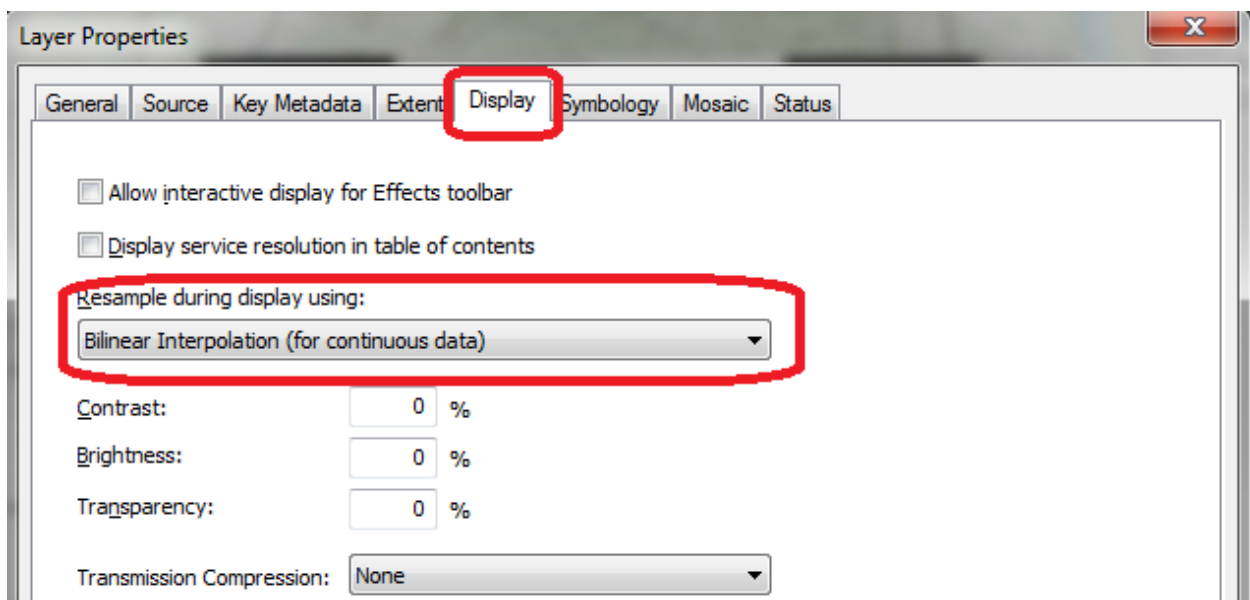 Layer Properties
X
General Source Key Metadata Extent Display Symbology Mosaic Status
Allow interactive display for Effects toolbar
Display service resolution in table of contents
Resample during display using:
Bilinear Interpolation (for continuous data)
Contrast: 0 %
Brightness: 0 %
Transparency: 0 %
Transmission Compression: None